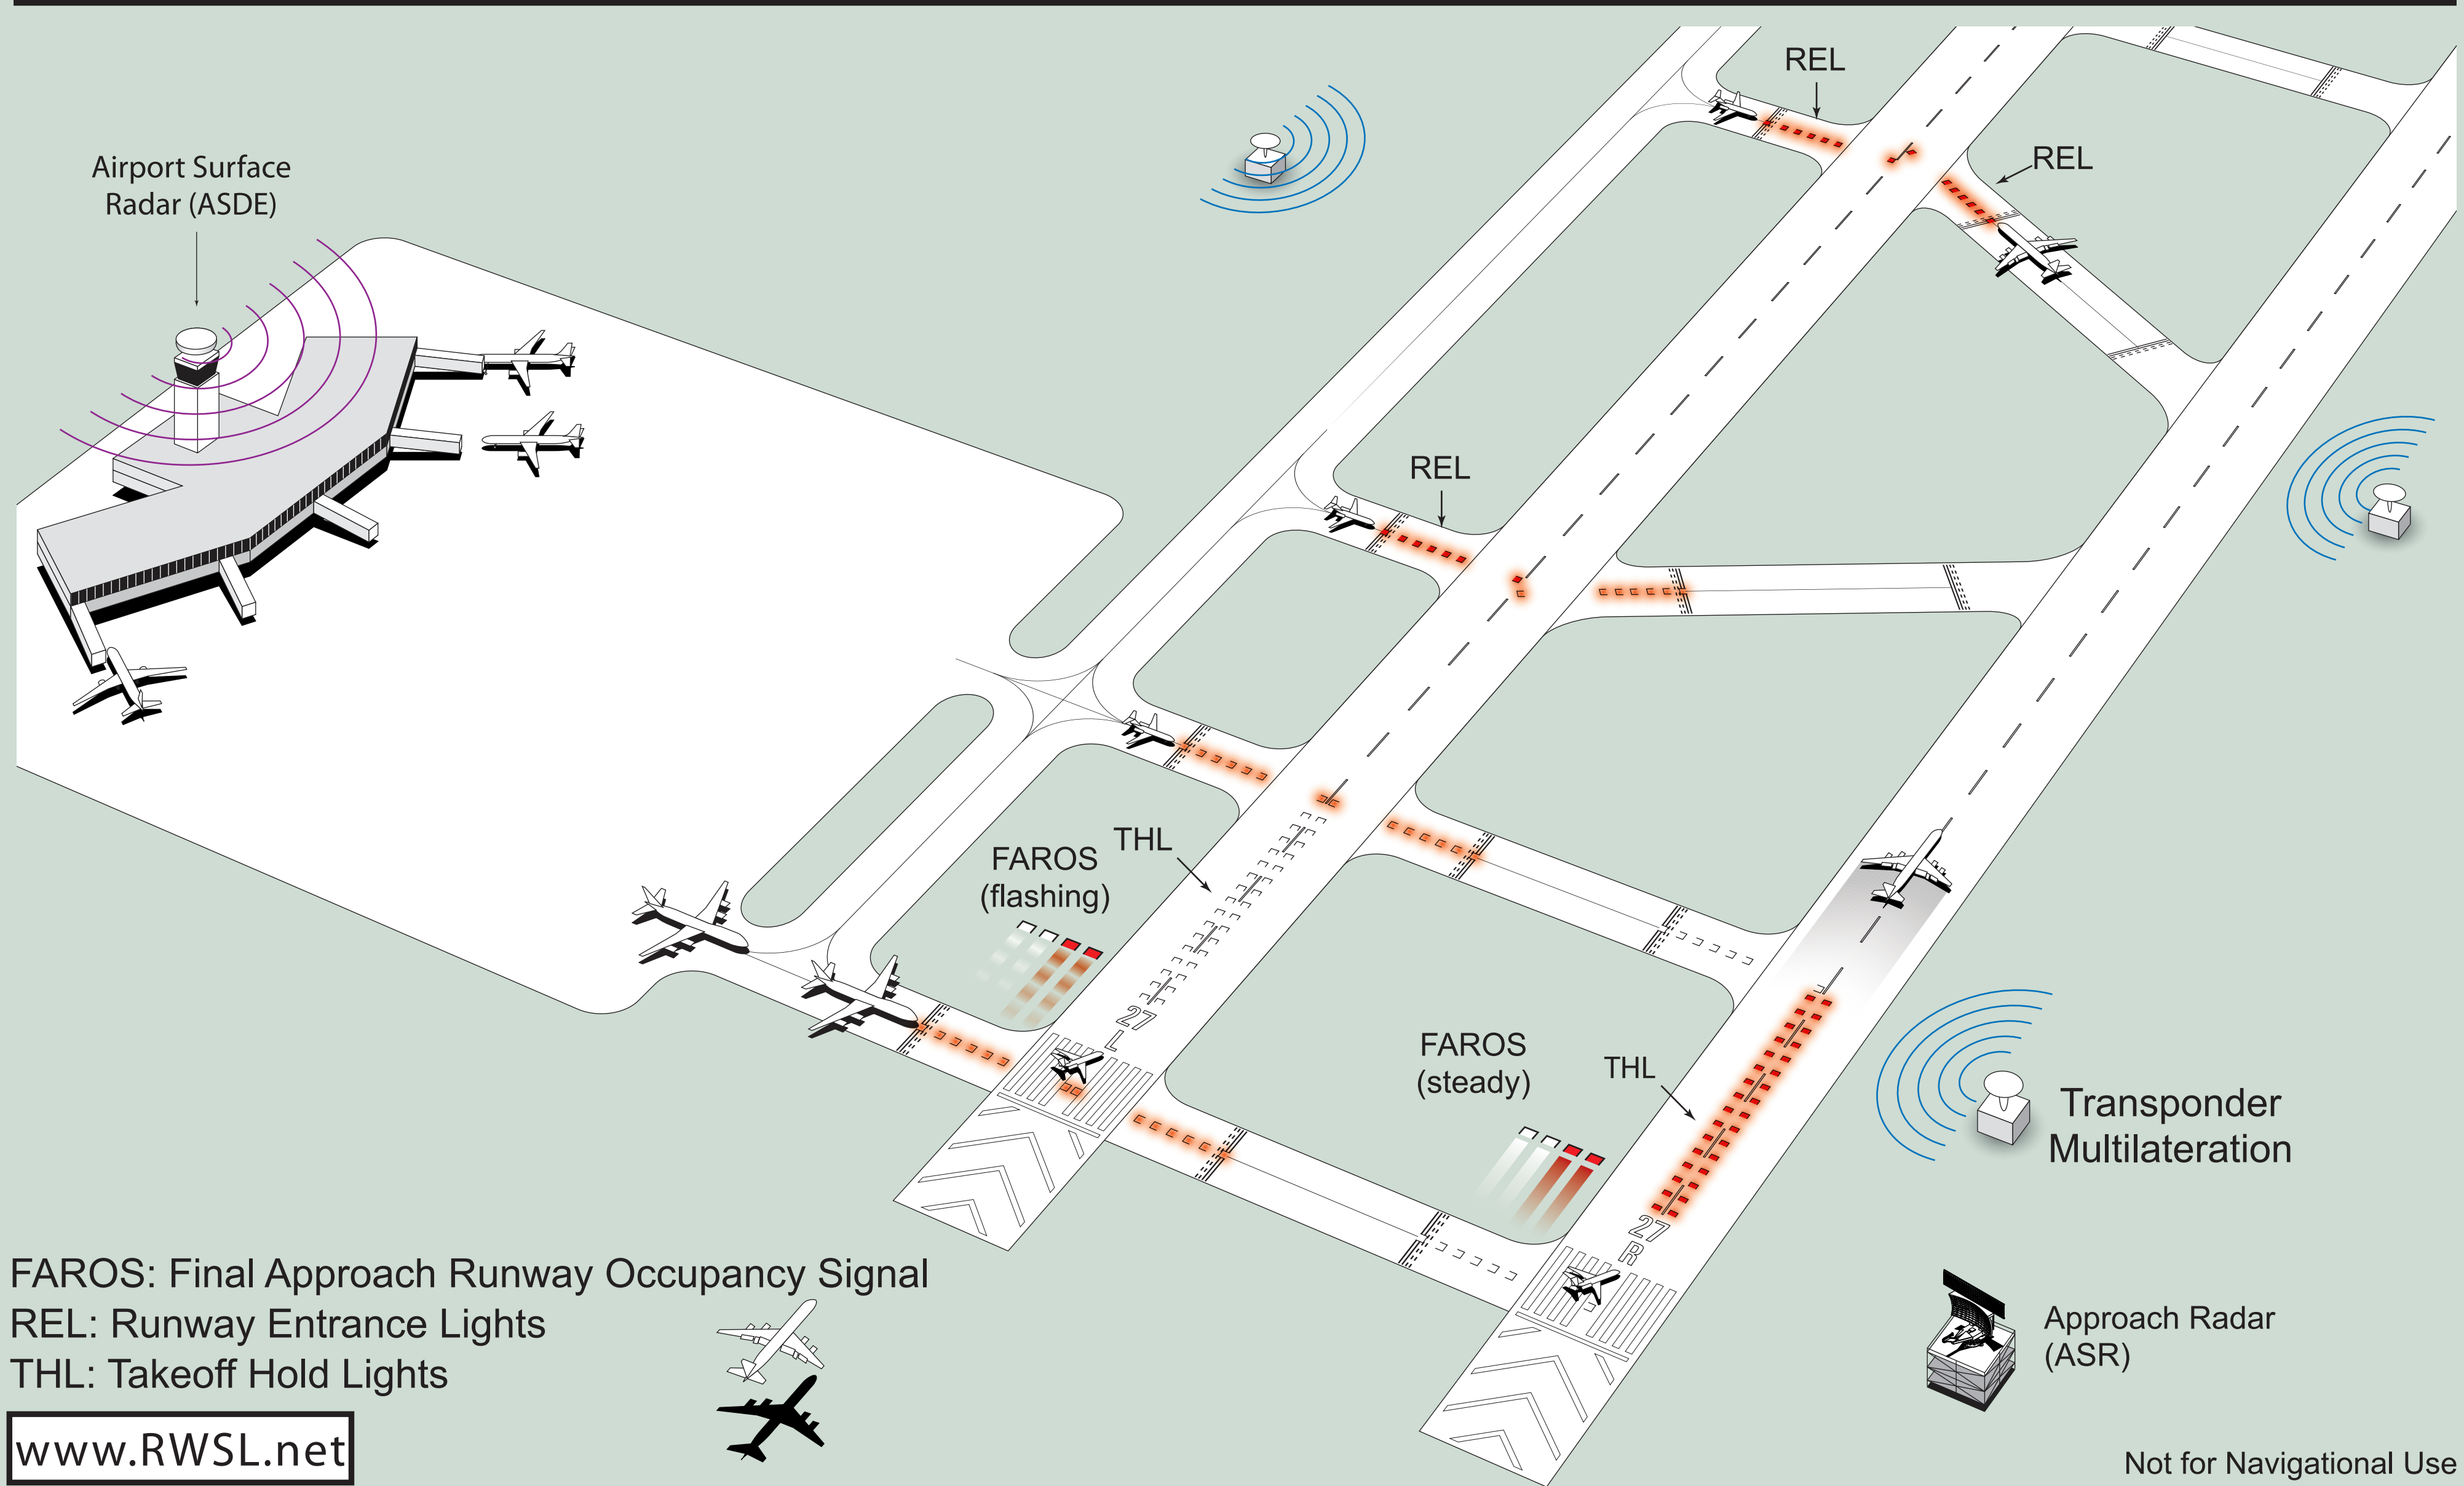 REL
REL
Airport Surface
Radar (ASDE)
REL
THL
FAROS
(flashing)
27
L
FAROS
(steady)
THL
Transponder
Multilateration
27
R
FAROS: Final Approach Runway Occupancy Signal
REL: Runway Entrance Lights
THL: Takeoff Hold Lights
Approach Radar
(ASR)
www.RWSL.net
Not for Navigational Use